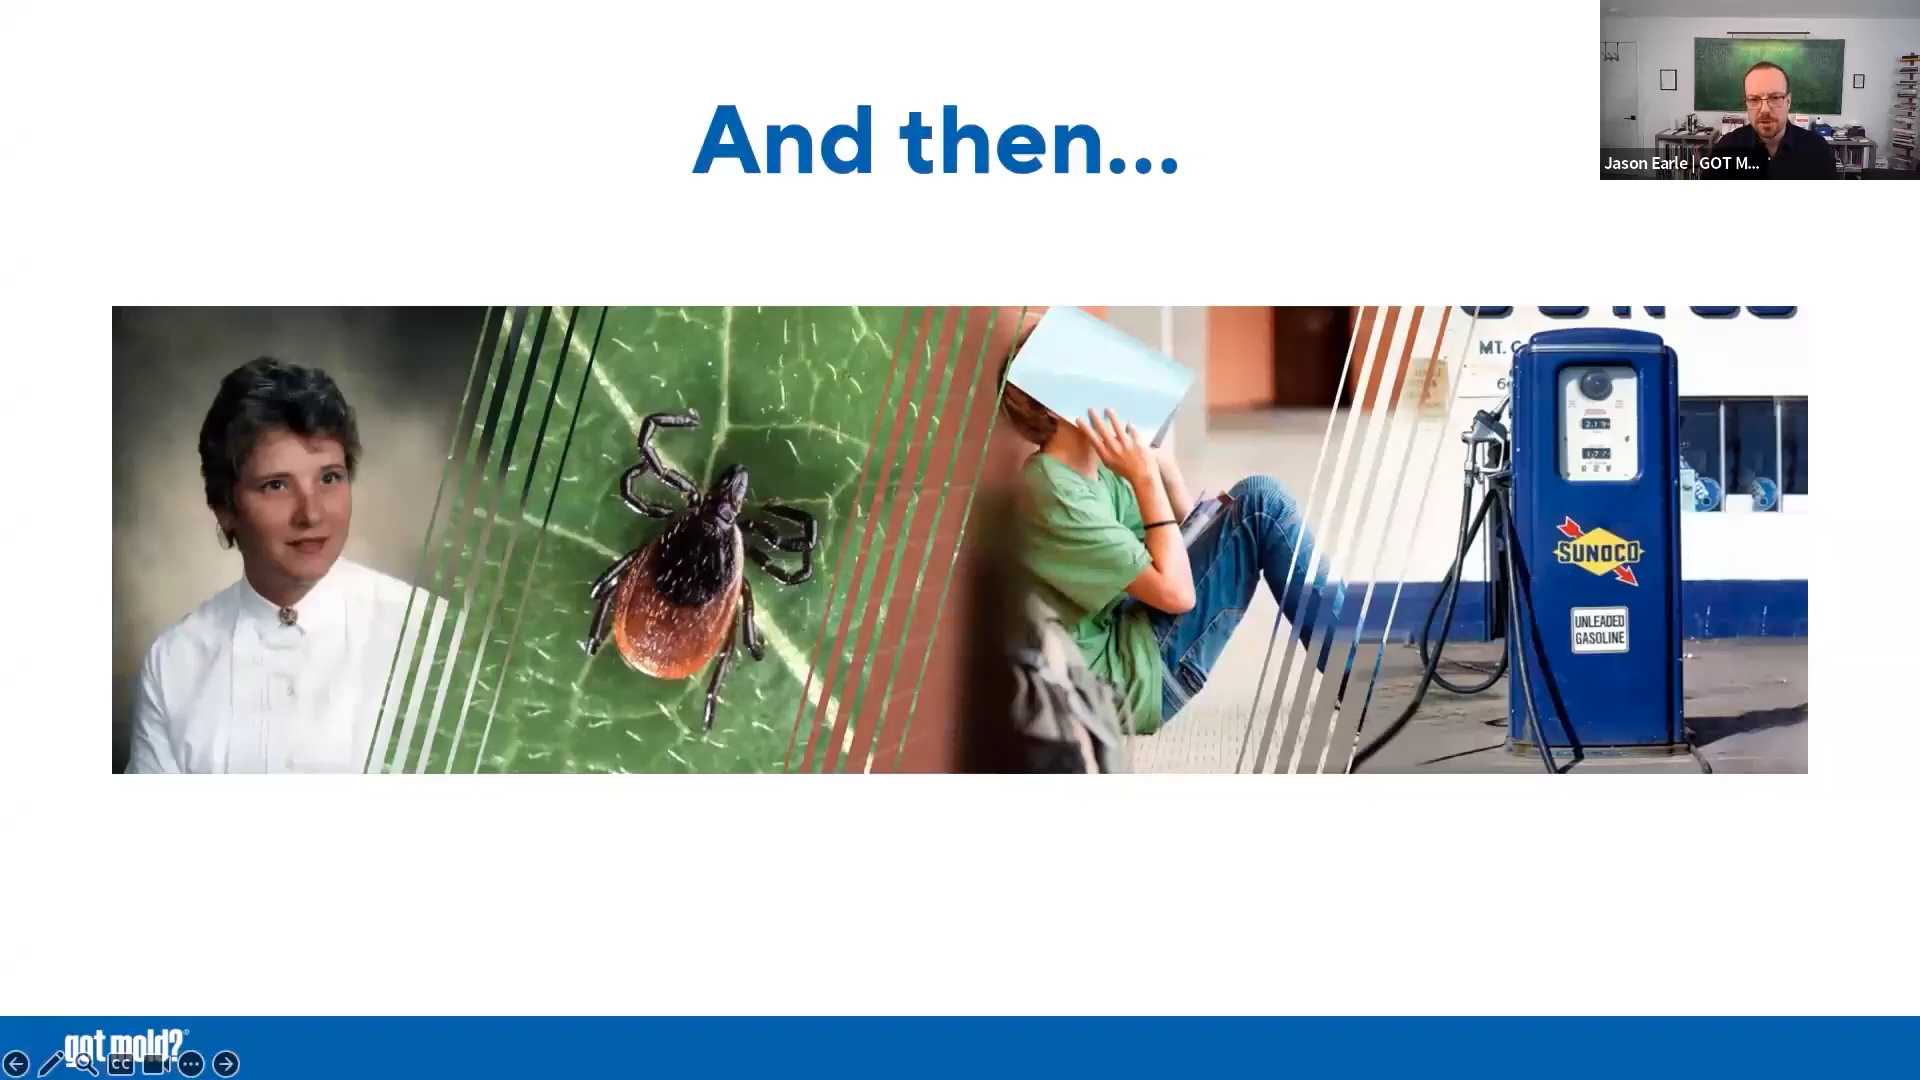 And then...
Jason Earle | GOT M...
MT. C
SUNOCO
UNLEADED
GASOLINE
got mold?®
CC